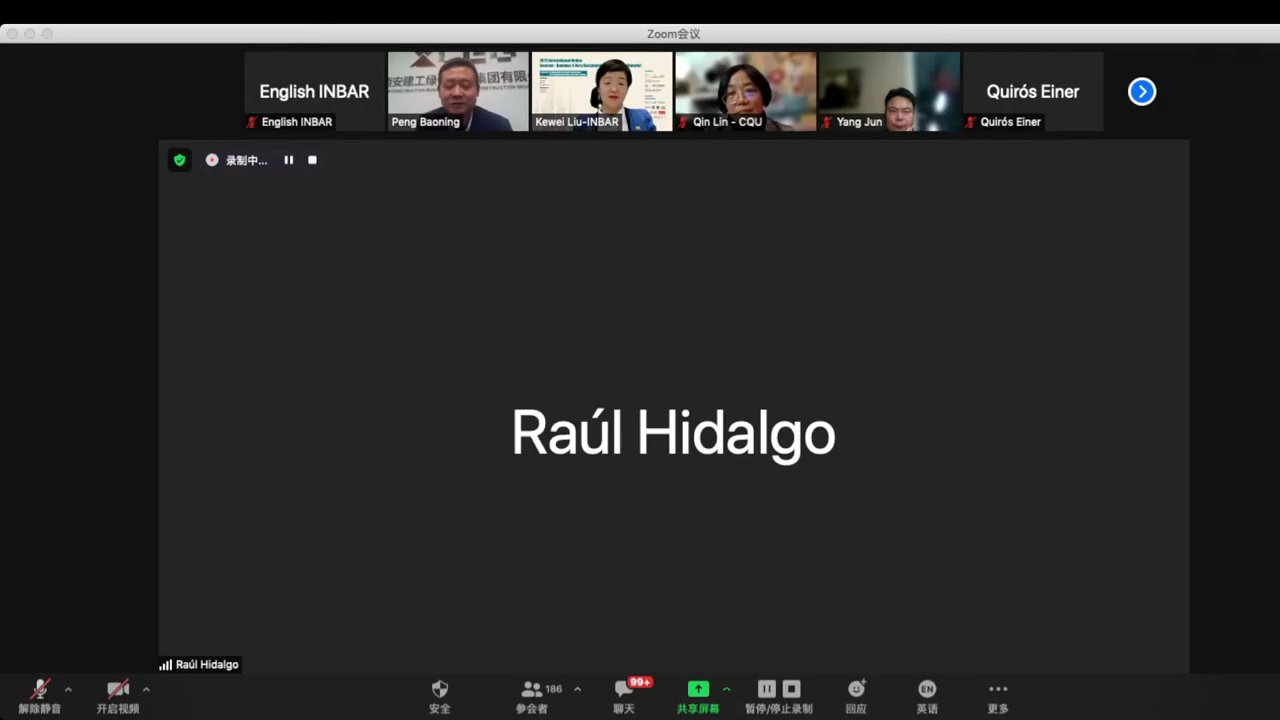 Zoom会议
English INBAR
English INBAR
Peng Baoning
Kewei Liu-INBAR
Qin Lin - CQU
Yang Jun
Quirós Einer
Quirós Einer
录制中...
Raúl Hidalgo
Raúl Hidalgo
解除静音
开启视频
安全
186
参会者
99+
聊天
共享屏幕
暂停/停止录制
回应
EN
英语
更多